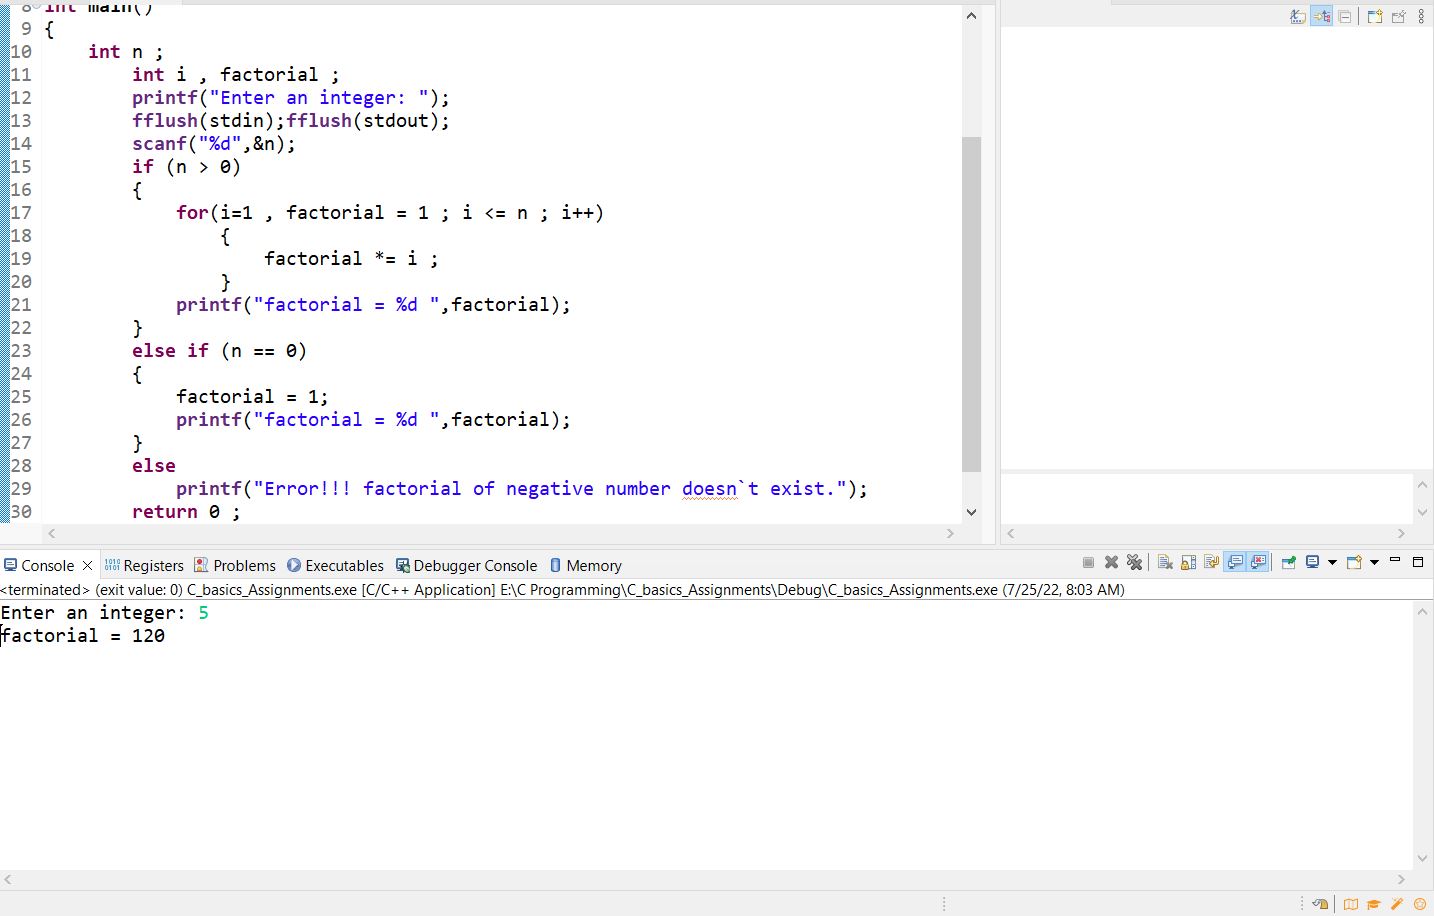 8 int main()
9 {
10 int n ;
11 int i , factorial ;
12 printf("Enter an integer: ");
13 fflush(stdin);fflush(stdout);
14 scanf("%d",&n);
15 if (n > 0)
16 {
17 for(i=1 , factorial = 1 ; i <= n ; i++)
18 {
19 factorial *= i ;
20 }
21 printf("factorial = %d ",factorial);
22 }
23 else if (n == 0)
24 {
25 factorial = 1;
26 printf("factorial = %d ",factorial);
27 }
28 else
29 printf("Error!!! factorial of negative number doesn`t exist.");
30 return 0 ;
Console Registers Problems Executables Debugger Console Memory
<terminated> (exit value: 0) C_basics_Assignments.exe [C/C++ Application] E:\C Programming\C_basics_Assignments\Debug\C_basics_Assignments.exe (7/25/22, 8:03 AM)
Enter an integer: 5
factorial = 120